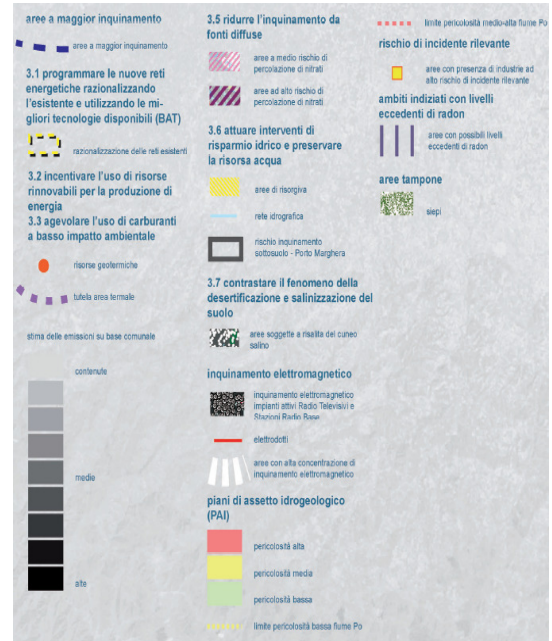 aree a maggior inquinamento
aree a maggior inquinamento
3.1 programmare le nuove reti
energetiche razionalizzando
l'esistente e utilizzando le mi-
gliori tecnologie disponibili (BAT)
razionalizzazione delle reti esistenti
3.2 incentivare l'uso di risorse
rinnovabili per la produzione di
energia
3.3 agevolare l'uso di carburanti
a basso impatto ambientale
risorse geotermiche
tutela area termale
stima delle emissioni su base comunale
contenute
medie
alte
3.5 ridurre l'inquinamento da
fonti diffuse
aree a medio rischio di
percolazione di nitrati
aree ad alto rischio di
percolazione di nitrati
3.6 attuare interventi di
risparmio idrico e preservare
la risorsa acqua
aree di risorgiva
rete idrografica
rischio inquinamento
sottosuolo - Porto Marghera
3.7 contrastare il fenomeno della
desertificazione e salinizzazione del
suolo
aree soggette a risalita del cuneo
salino
inquinamento elettromagnetico
inquinamento elettromagnetico
impianti attivi Radio Televisivi e
Stazioni Radio Base
elettrodotti
aree con alta concentrazione di
inquinamento elettromagnetico
piani di assetto idrogeologico
(PAI)
pericolosità alta
pericolosità media
pericolosità bassa
limite pericolosità bassa fiume Po
limite pericolosità medio-alta fiume Po
rischio di incidente rilevante
aree con presenza di industrie ad
alto rischio di incidente rilevante
ambiti indiziati con livelli
eccedenti di radon
aree con possibili livelli
eccedenti di radon
aree tampone
siepi